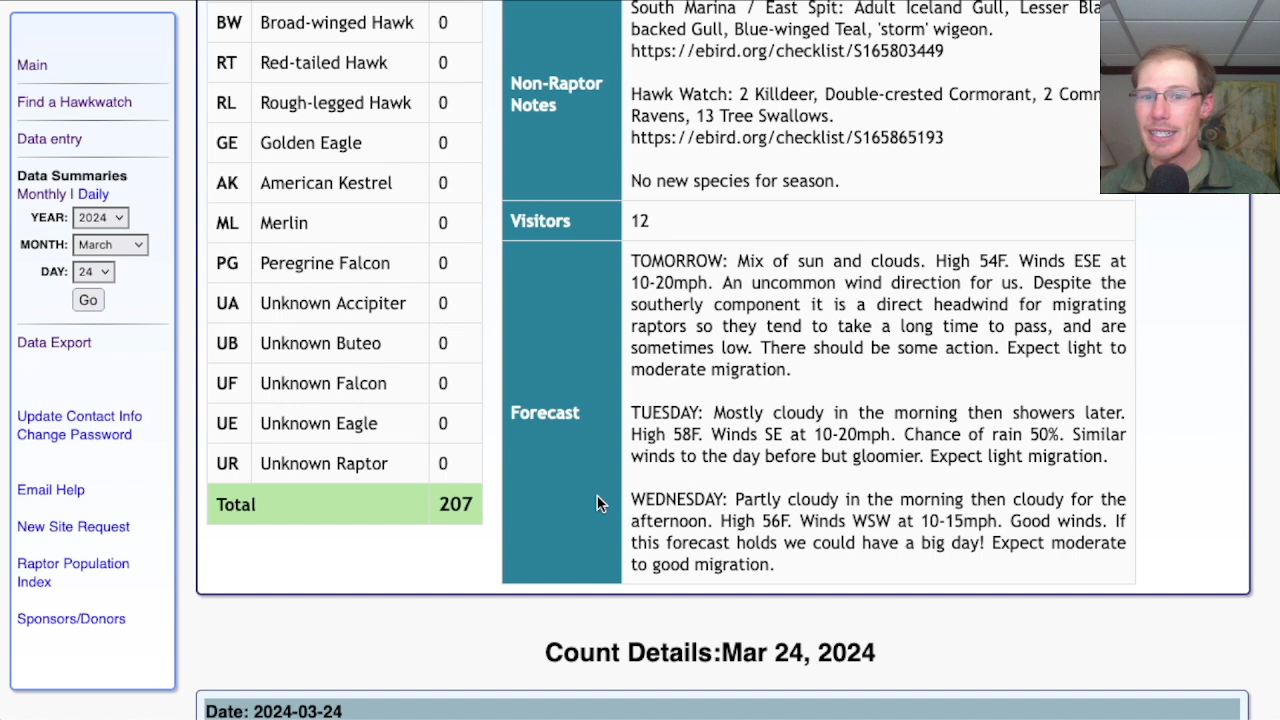 Main
Find a Hawkwatch
Data entry
Data Summaries
Monthly | Daily
YEAR: 2024
MONTH: March
DAY: 24
Go
Data Export
Update Contact Info
Change Password
Email Help
New Site Request
Raptor Population
Index
Sponsors/Donors
BW Broad-winged Hawk 0
RT Red-tailed Hawk 0
RL Rough-legged Hawk 0
GE Golden Eagle 0
AK American Kestrel 0
ML Merlin 0
PG Peregrine Falcon 0
UA Unknown Accipiter 0
UB Unknown Buteo 0
UF Unknown Falcon 0
UE Unknown Eagle 0
UR Unknown Raptor 0
Total 207
Non-Raptor
Notes
South Marina / East Spit: Adult Iceland Gull, Lesser
backed Gull, Blue-winged Teal, 'storm' wigeon.
https://ebird.org/checklist/S165803449
Hawk Watch: 2 Killdeer, Double-crested Cormorant, 2
Ravens, 13 Tree Swallows.
https://ebird.org/checklist/S165865193
No new species for season.
Visitors 12
Forecast
TOMORROW: Mix of sun and clouds. High 54F. Winds ESE at
10-20mph. An uncommon wind direction for us. Despite the
southerly component it is a direct headwind for migrating
raptors so they tend to take a long time to pass, and are
sometimes low. There should be some action. Expect light to
moderate migration.
TUESDAY: Mostly cloudy in the morning then showers later.
High 58F. Winds SE at 10-20mph. Chance of rain 50%. Similar
winds to the day before but gloomier. Expect light migration.
WEDNESDAY: Partly cloudy in the morning then cloudy for the
afternoon. High 56F. Winds WSW at 10-15mph. Good winds. If
this forecast holds we could have a big day! Expect moderate
to good migration.
Count Details:Mar 24, 2024
Date: 2024-03-24